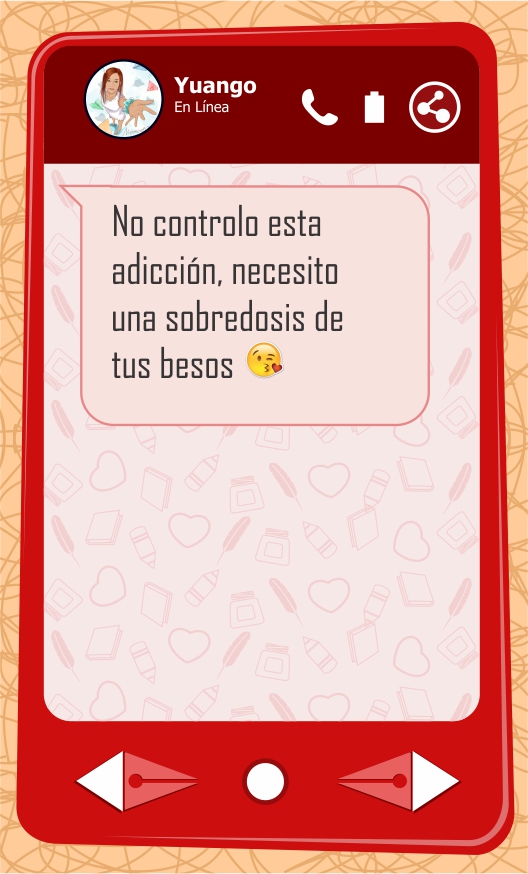 Yuango
En Línea
No controlo esta
adicción, necesito
una sobredosis de
tus besos 😘